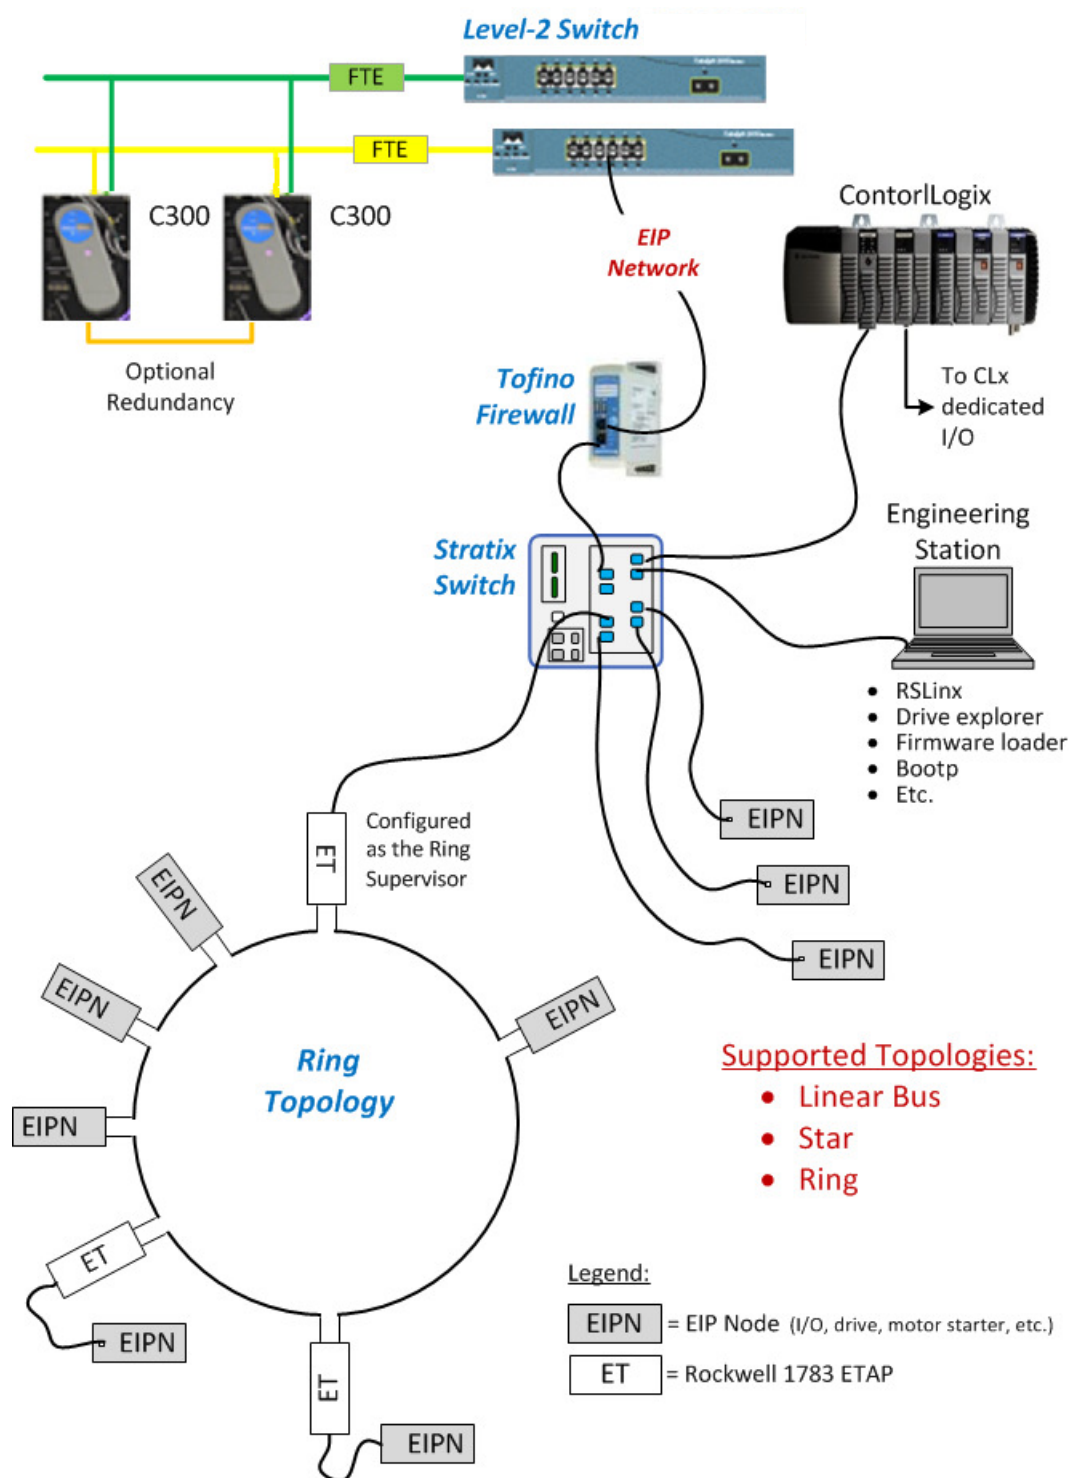 Level-2 Switch
FTE
FTE
C300
C300
Optional
Redundancy
EIP
Network
ContorlLogix
To CLx
dedicated
I/O
Tofino
Firewall
Stratix
Switch
Engineering
Station
• RSLinx
• Drive explorer
• Firmware loader
• Bootp
• Etc.
EIPN
EIPN
EIPN
ET
Configured
as the Ring
Supervisor
EIPN
EIPN
EIPN
EIPN
Ring
Topology
ET
EIPN
ET
EIPN
Supported Topologies:
• Linear Bus
• Star
• Ring
Legend:
EIPN = EIP Node (I/O, drive, motor starter, etc.)
ET = Rockwell 1783 ETAP